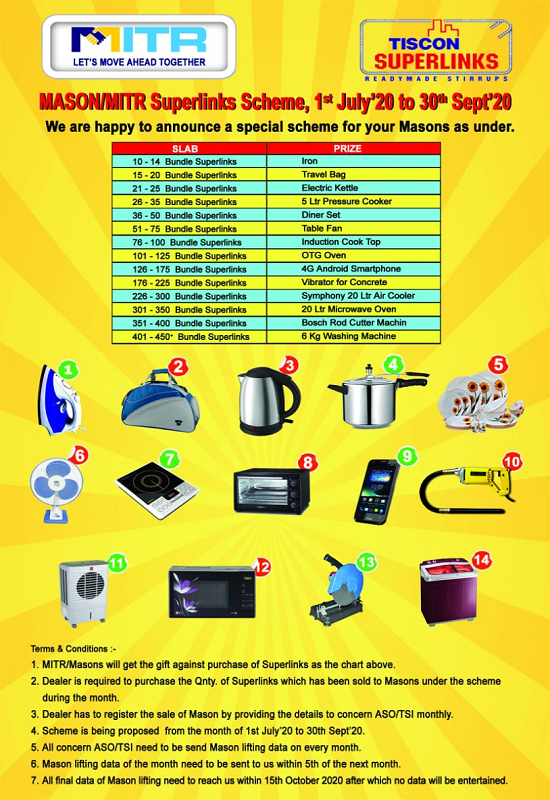 MITR
LET'S MOVE AHEAD TOGETHER
TISCON
SUPERLINKS
READYMADE STIRRUPS
MASON/MITR Superlinks Scheme, 1st July'20 to 30th Sept'20
We are happy to announce a special scheme for your Masons as under.
SLAB PRIZE
10 - 14 Bundle Superlinks Iron
15 - 20 Bundle Superlinks Travel Bag
21 - 25 Bundle Superlinks Electric Kettle
26 - 35 Bundle Superlinks 5 Ltr Pressure Cooker
36 - 50 Bundle Superlinks Diner Set
51 - 75 Bundle Superlinks Table Fan
76 - 100 Bundle Superlinks Induction Cook Top
101 - 125 Bundle Superlinks OTG Oven
126 - 175 Bundle Superlinks 4G Android Smartphone
176 - 225 Bundle Superlinks Vibrator for Concrete
226 - 300 Bundle Superlinks Symphony 20 Ltr Air Cooler
301 - 350 Bundle Superlinks 20 Ltr Microwave Oven
351 - 400 Bundle Superlinks Bosch Rod Cutter Machin
401 - 450+ Bundle Superlinks 6 Kg Washing Machine
1 2 3 4 5
6 7 8 9 10
11 12 13 14
Terms & Conditions :-
1. MITR/Masons will get the gift against purchase of Superlinks as the chart above.
2. Dealer is required to purchase the Qnty. of Superlinks which has been sold to Masons under the scheme
during the month.
3. Dealer has to register the sale of Mason by providing the details to concern ASO/TSI monthly.
4. Scheme is being proposed from the month of 1st July'20 to 30th Sept'20.
5. All concern ASO/TSI need to be send Mason lifting data on every month.
6. Mason lifting data of the month need to be sent to us within 5th of the next month.
7. All final data of Mason lifting need to reach us within 15th October 2020 after which no data will be entertained.